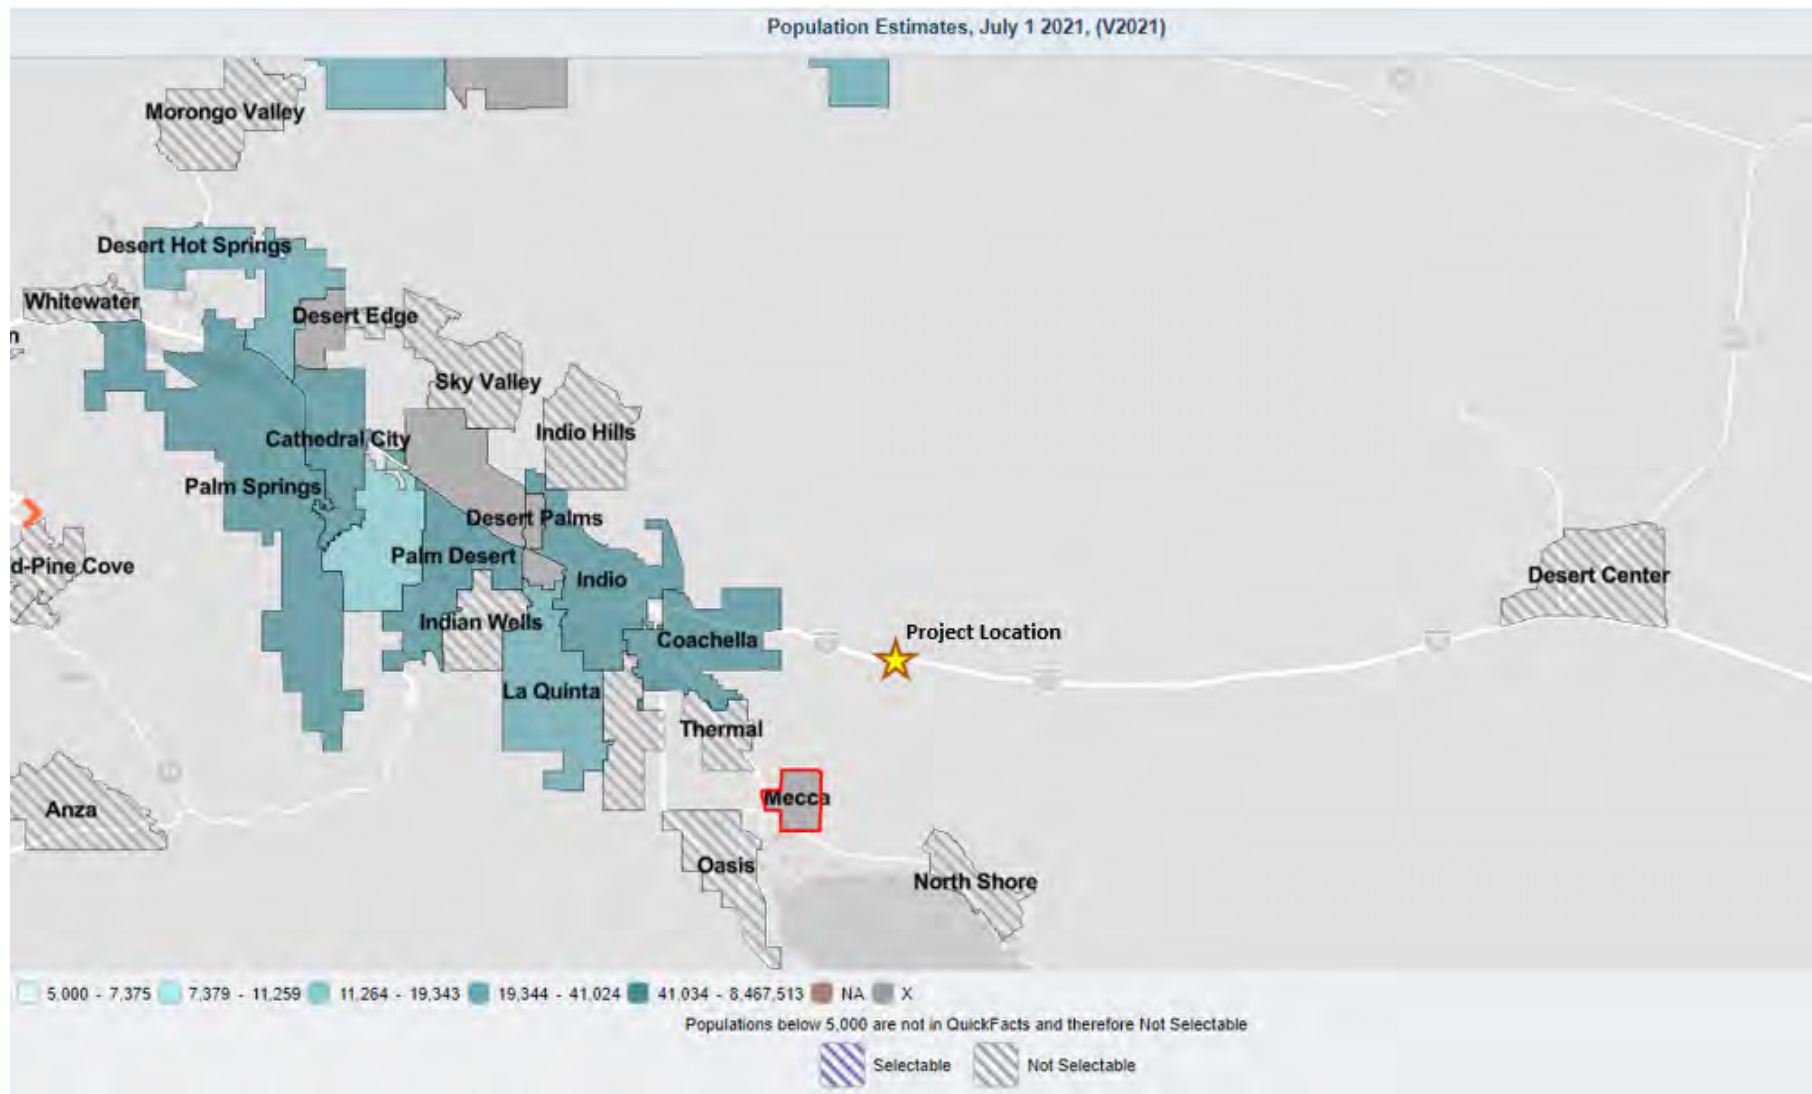 Population Estimates, July 1 2021, (V2021)
Morongo Valley
Desert Hot Springs
Whitewater
Desert Edge
n
Sky Valley
Cathedral City
Indio Hills
Palm Springs
Desert Palms
Palm Desert
d-Pine Cove
Indio
Desert Center
Indian Wells
Project Location
Coachella
La Quinta
Thermal
Mecca
Anza
Oasis
North Shore
5,000 - 7,375 7,379 - 11,259 11,264 - 19,343 19,344 - 41,024 41,034 - 8,467,513 NA X
Populations below 5,000 are not in QuickFacts and therefore Not Selectable
Selectable Not Selectable